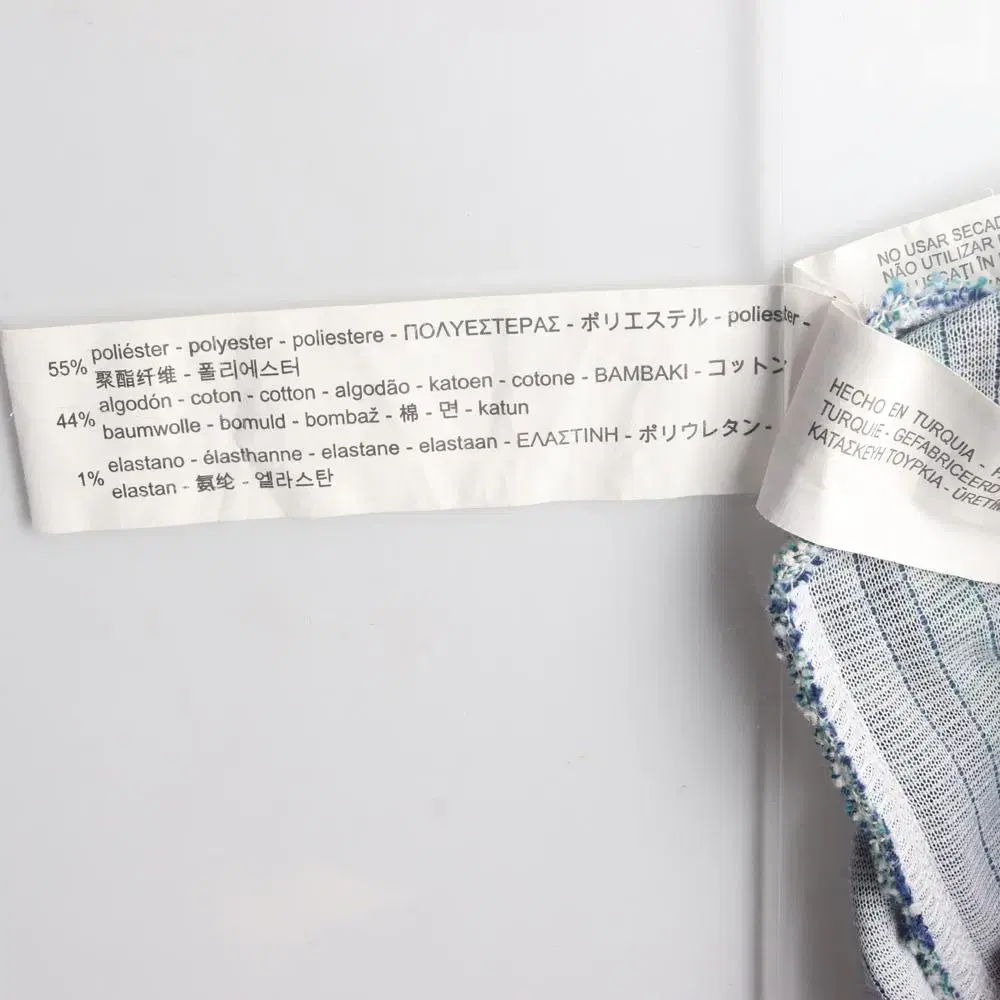 55% poliéster - polyester - poliestere - ΠΟΛΥΕΣΤΕΡΑΣ - ポリエステル - poliester -
聚酯纤维 - 폴리에스터
44% algodón - coton - cotton - algodão - katoen - cotone - BAMBAKI - コットン
baumwolle - bomuld - bombaž - 棉 - 면 - katun
1% elastano - élasthanne - elastane - elastaan - ΕΛΑΣΤΙΝΗ - ポリウレタン -
elastan - 氨纶 - 엘라스탄
NO USAR
NÃO UTILIZAR
HECHO EN TURQUIA -
TURQUIE - GEFABRICEERD
ΚΑΤΑΣΚΕΥΗ ΤΟΥΡΚΙΑ -